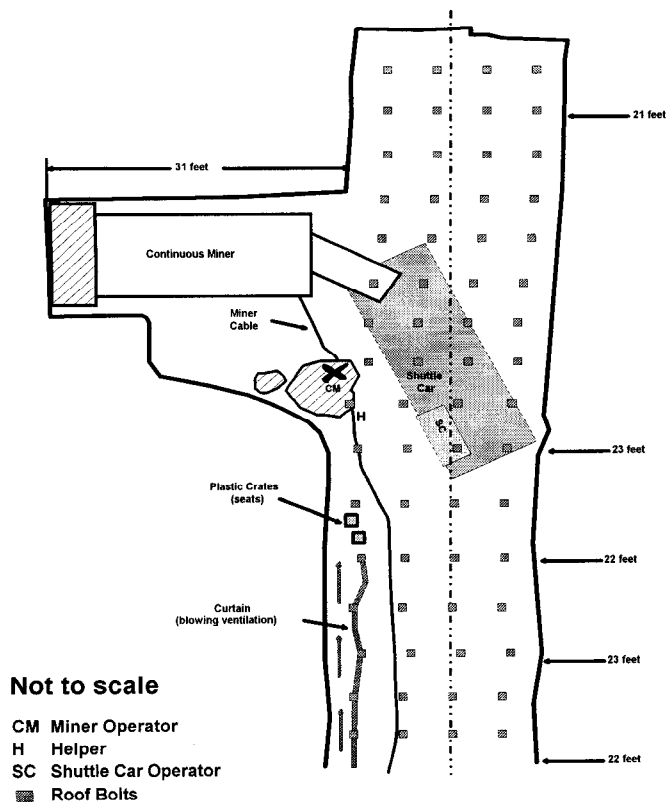 21 feet
31 feet
Continuous Miner
Miner
Cable
CM
Shuttle
Car
H
SC
23 feet
Plastic Crates
(seats)
22 feet
Curtain
(blowing ventilation)
23 feet
Not to scale
CM Miner Operator
H Helper
SC Shuttle Car Operator
Roof Bolts
22 feet